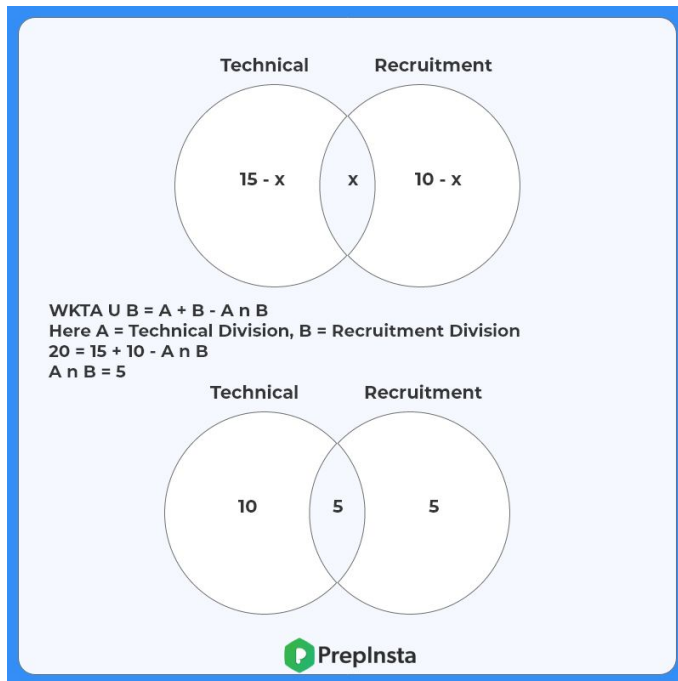 Technical Recruitment
15 - x x 10 - x
WKTA U B = A + B - A n B
Here A = Technical Division, B = Recruitment Division
20 = 15 + 10 - A n B
A n B = 5
Technical Recruitment
10 5 5
PrepInsta